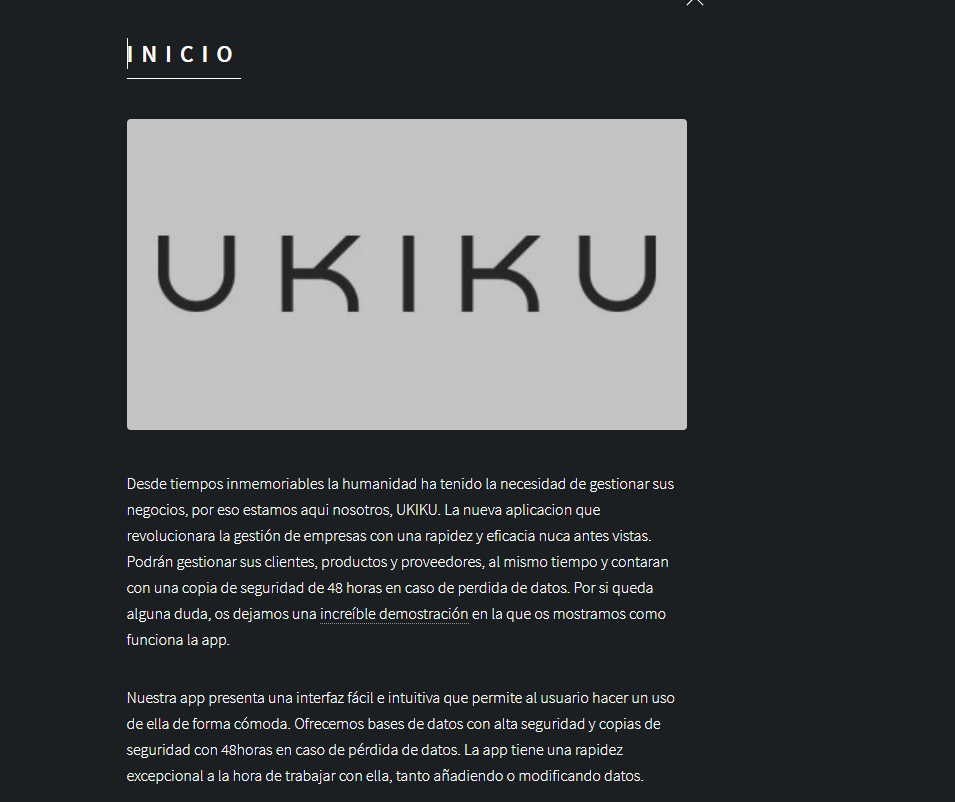 INICIO
UKIKU
Desde tiempos inmemoriables la humanidad ha tenido la necesidad de gestionar sus
negocios, por eso estamos aqui nosotros, UKIKU. La nueva aplicacion que
revolucionara la gestión de empresas con una rapidez y eficacia nuca antes vistas.
Podrán gestionar sus clientes, productos y proveedores, al mismo tiempo y contaran
con una copia de seguridad de 48 horas en caso de perdida de datos. Por si queda
alguna duda, os dejamos una increíble demostración en la que os mostramos como
funciona la app.
Nuestra app presenta una interfaz fácil e intuitiva que permite al usuario hacer un uso
de ella de forma cómoda. Ofrecemos bases de datos con alta seguridad y copias de
seguridad con 48horas en caso de pérdida de datos. La app tiene una rapidez
excepcional a la hora de trabajar con ella, tanto añadiendo o modificando datos.